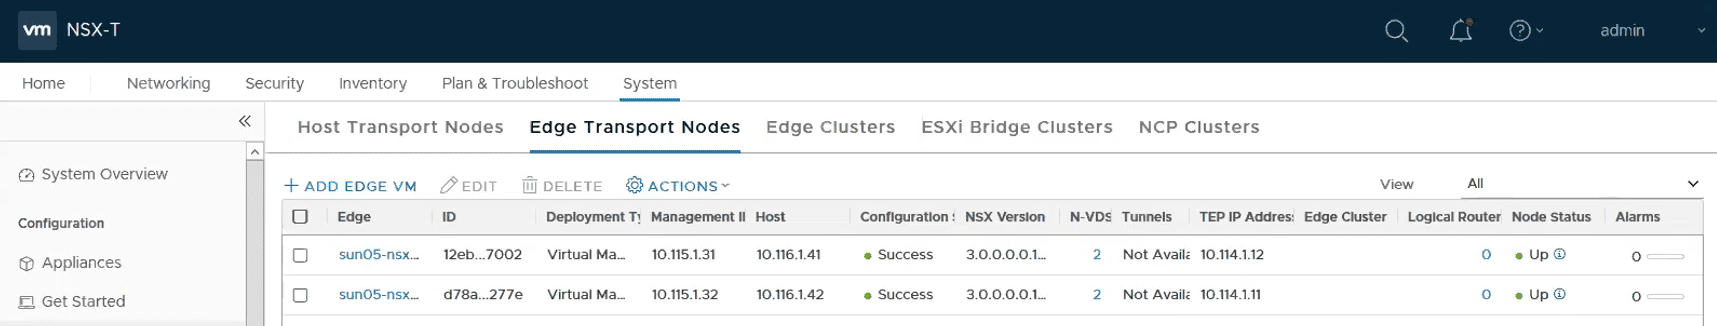 vm NSX-T admin
Home Networking Security Inventory Plan & Troubleshoot System
Host Transport Nodes Edge Transport Nodes Edge Clusters ESXi Bridge Clusters NCP Clusters
System Overview
+ ADD EDGE VM EDIT DELETE ACTIONS View All
Configuration
Edge ID Deployment Ty Management II Host Configuration S NSX Version N-VDS Tunnels TEP IP Address Edge Cluster Logical Router Node Status Alarms
Appliances
sun05-nsx... 12eb...7002 Virtual Ma... 10.115.1.31 10.116.1.41 Success 3.0.0.0.0.1... 2 Not Availa 10.114.1.12 0 Up 0
Get Started
sun05-nsx... d78a...277e Virtual Ma... 10.115.1.32 10.116.1.42 Success 3.0.0.0.0.1... 2 Not Availa 10.114.1.11 0 Up 0